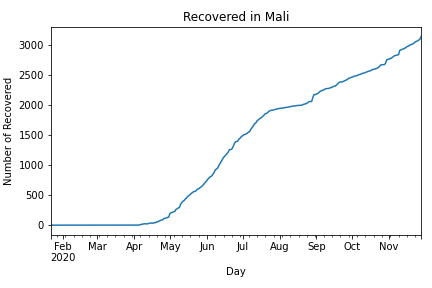 Recovered in Mali
Number of Recovered
3000
2500
2000
1500
1000
500
0
Feb Mar Apr May Jun Jul Aug Sep Oct Nov
2020
Day